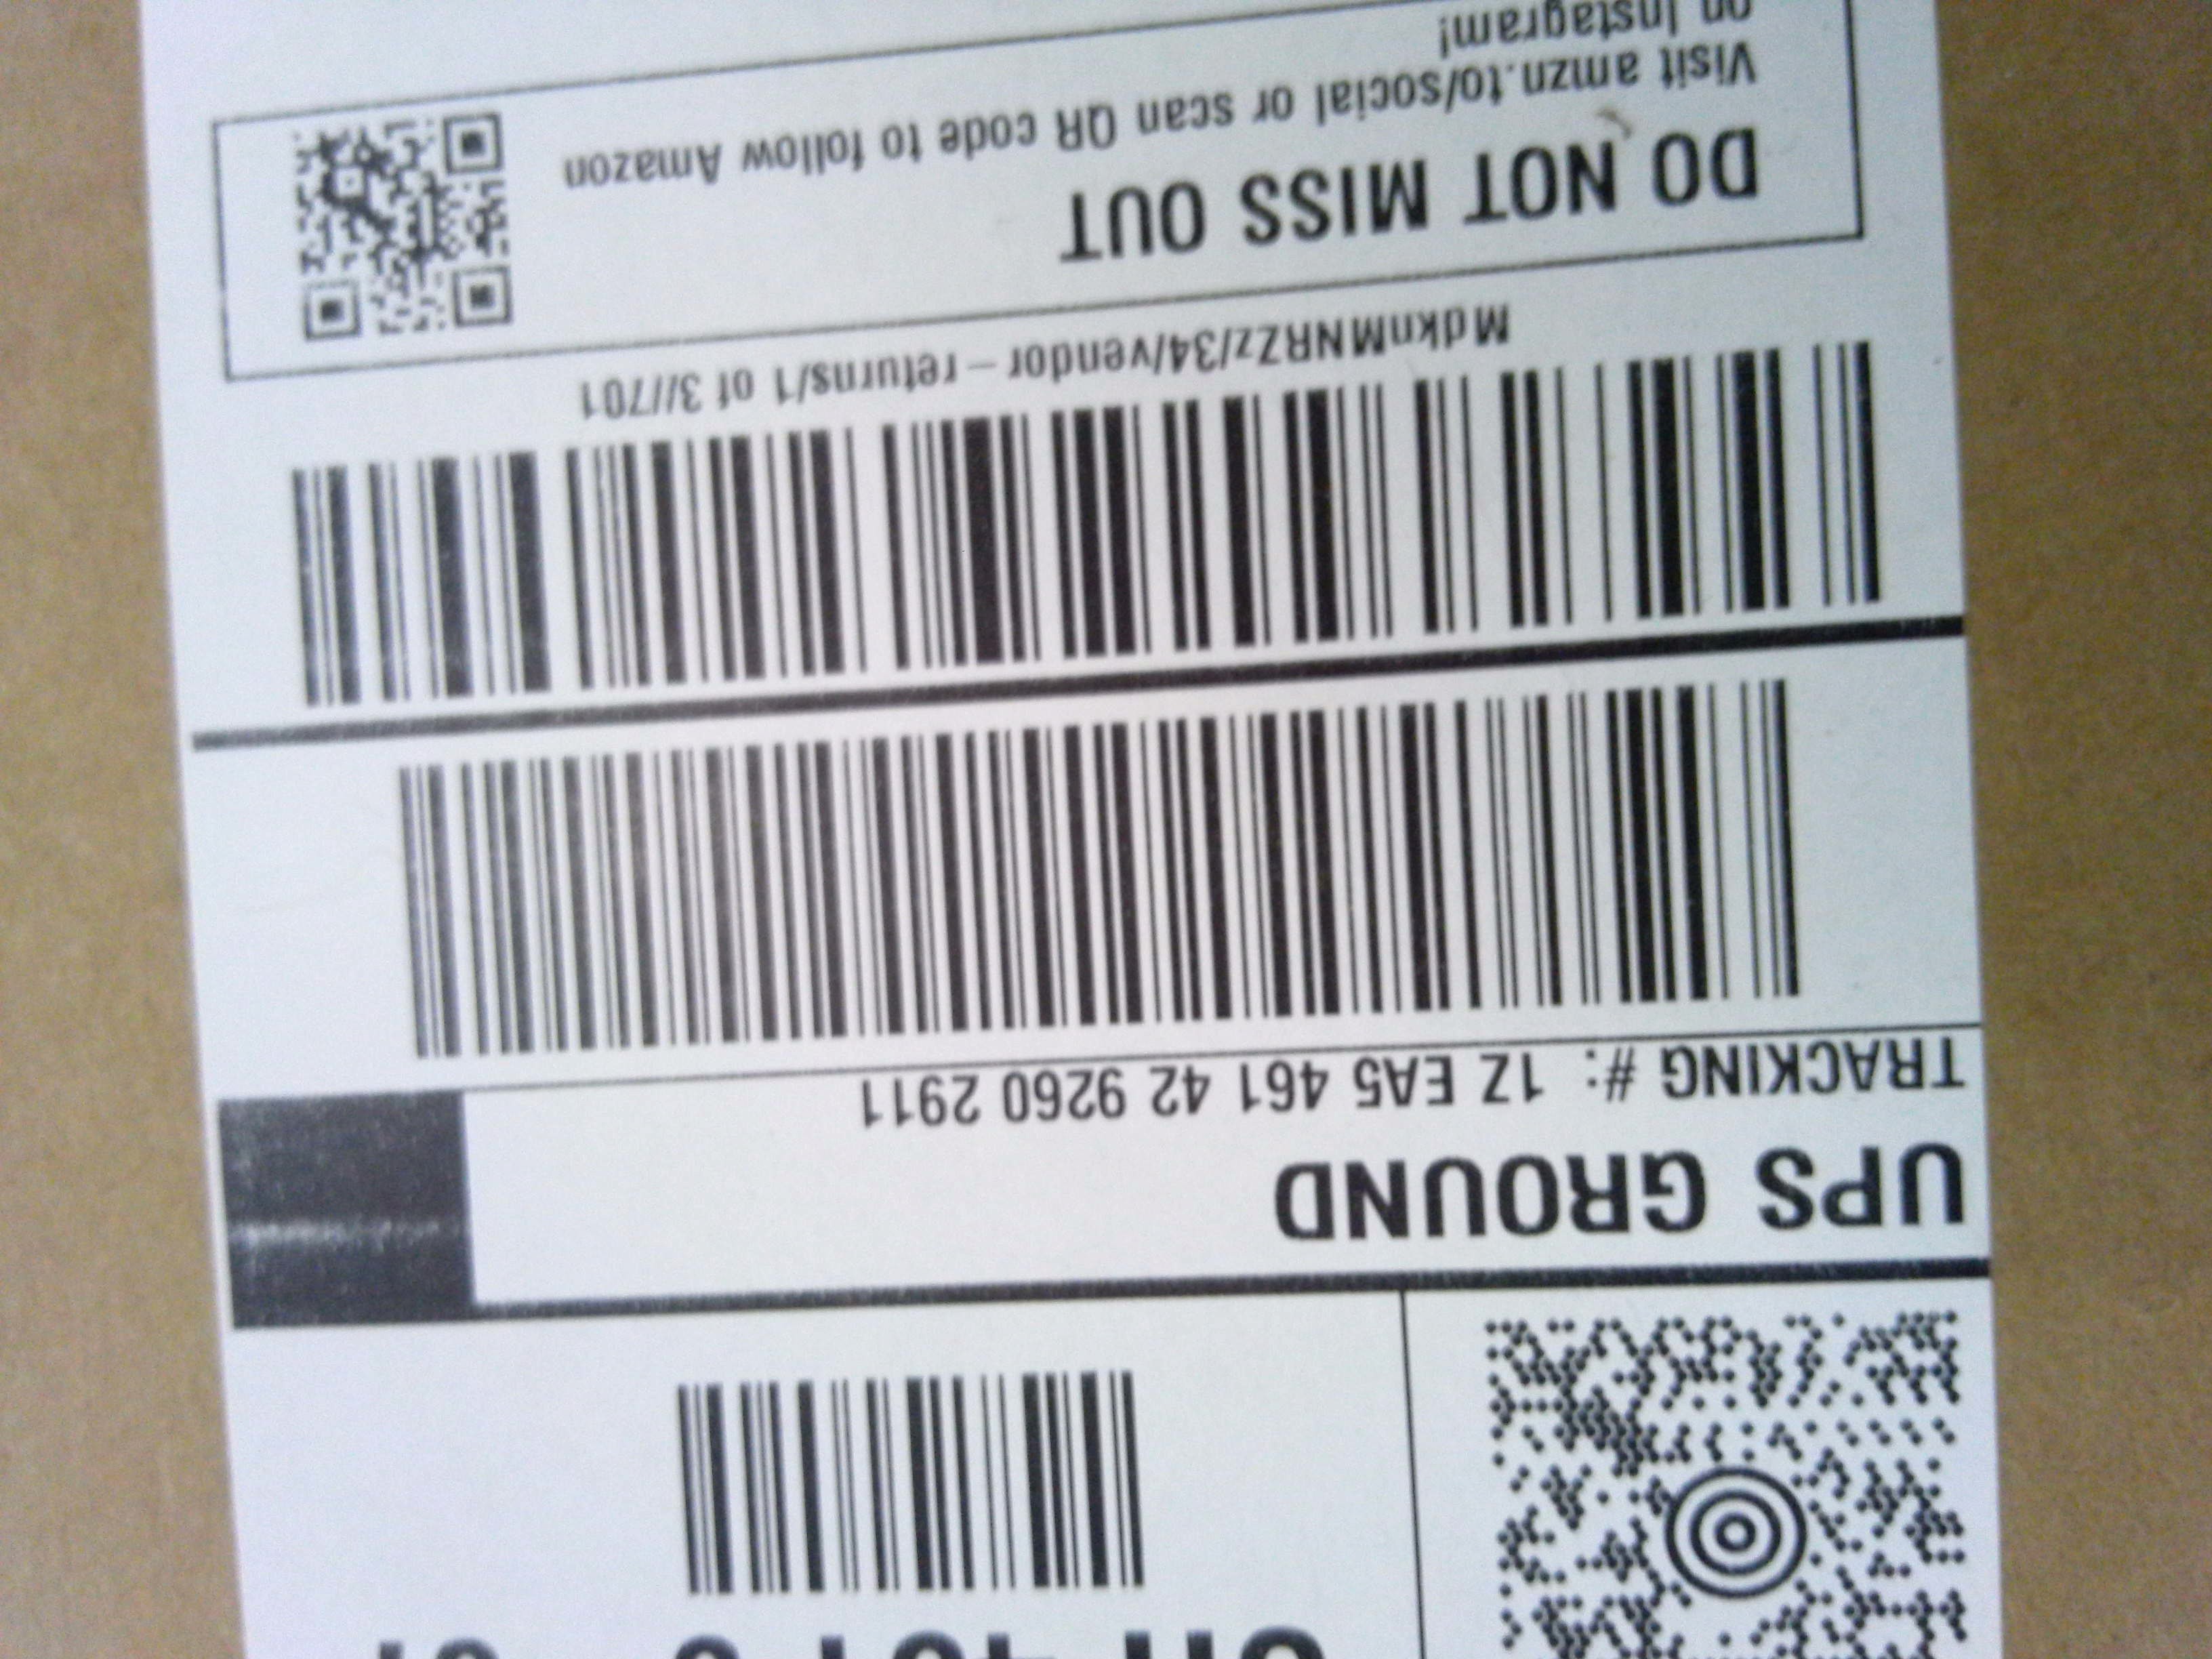 UPS GROUND
TRACKING #: 1Z EA5 461 42 9260 2911
MdknMNRZz/34/vendor-returns/1 of 3//701
DO NOT MISS OUT
Visit amzn.to/social or scan QR code to follow Amazon
on Instagram!